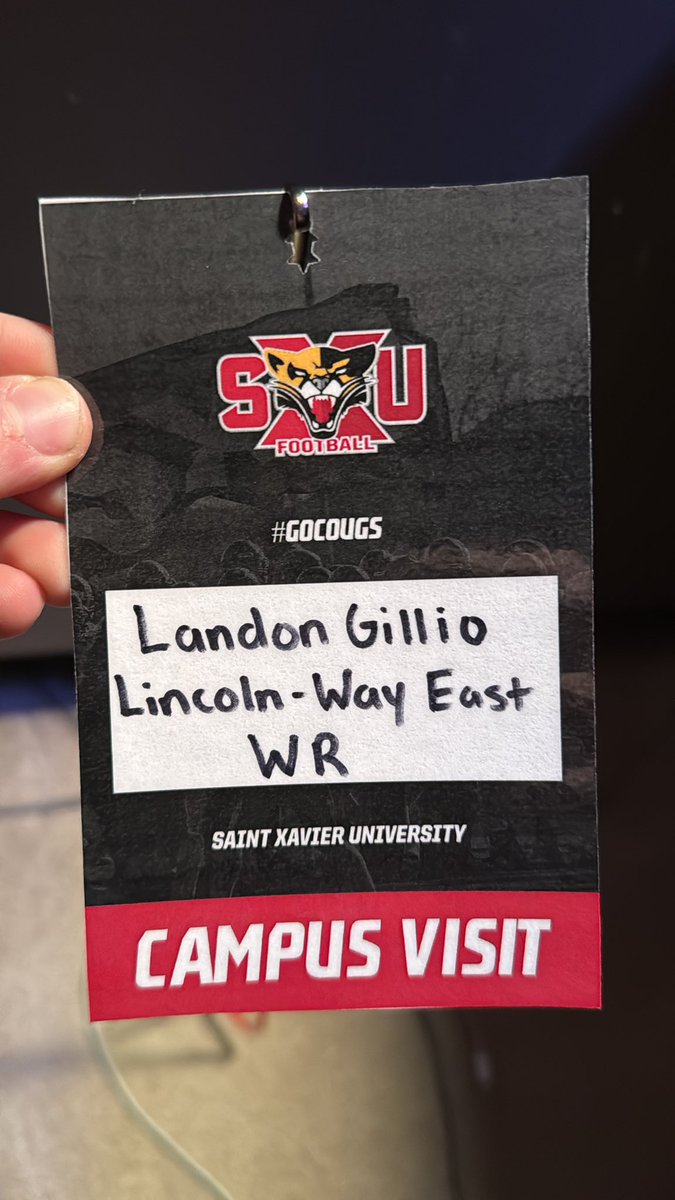 SXU
FOOTBALL
#GOCOUGS
Landon Gillio
Lincoln-Way East
WR
SAINT XAVIER UNIVERSITY
CAMPUS VISIT